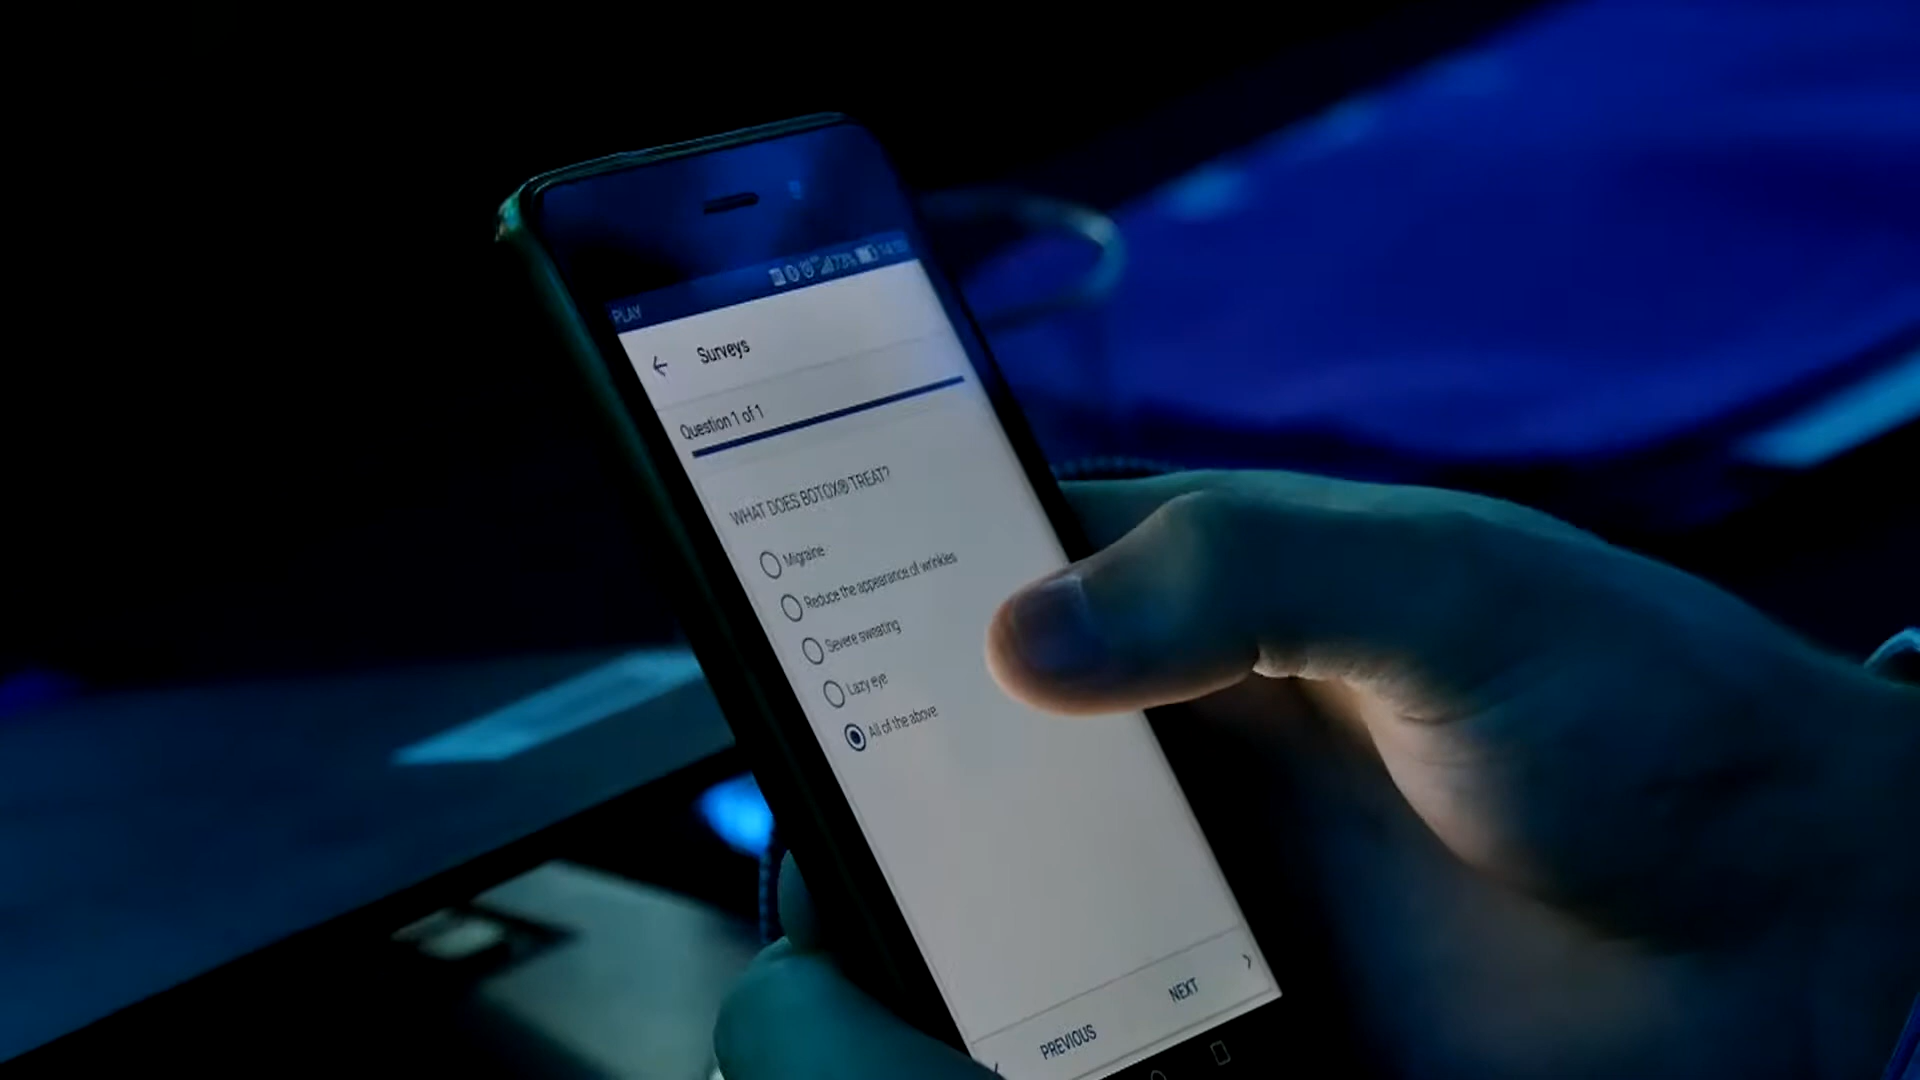 PLAY 73%
Surveys
Question 1 of 1
WHAT DOES BOTOX® TREAT?
Migraine
Reduce the appearance of wrinkles
Severe sweating
Lazy eye
All of the above
PREVIOUS NEXT